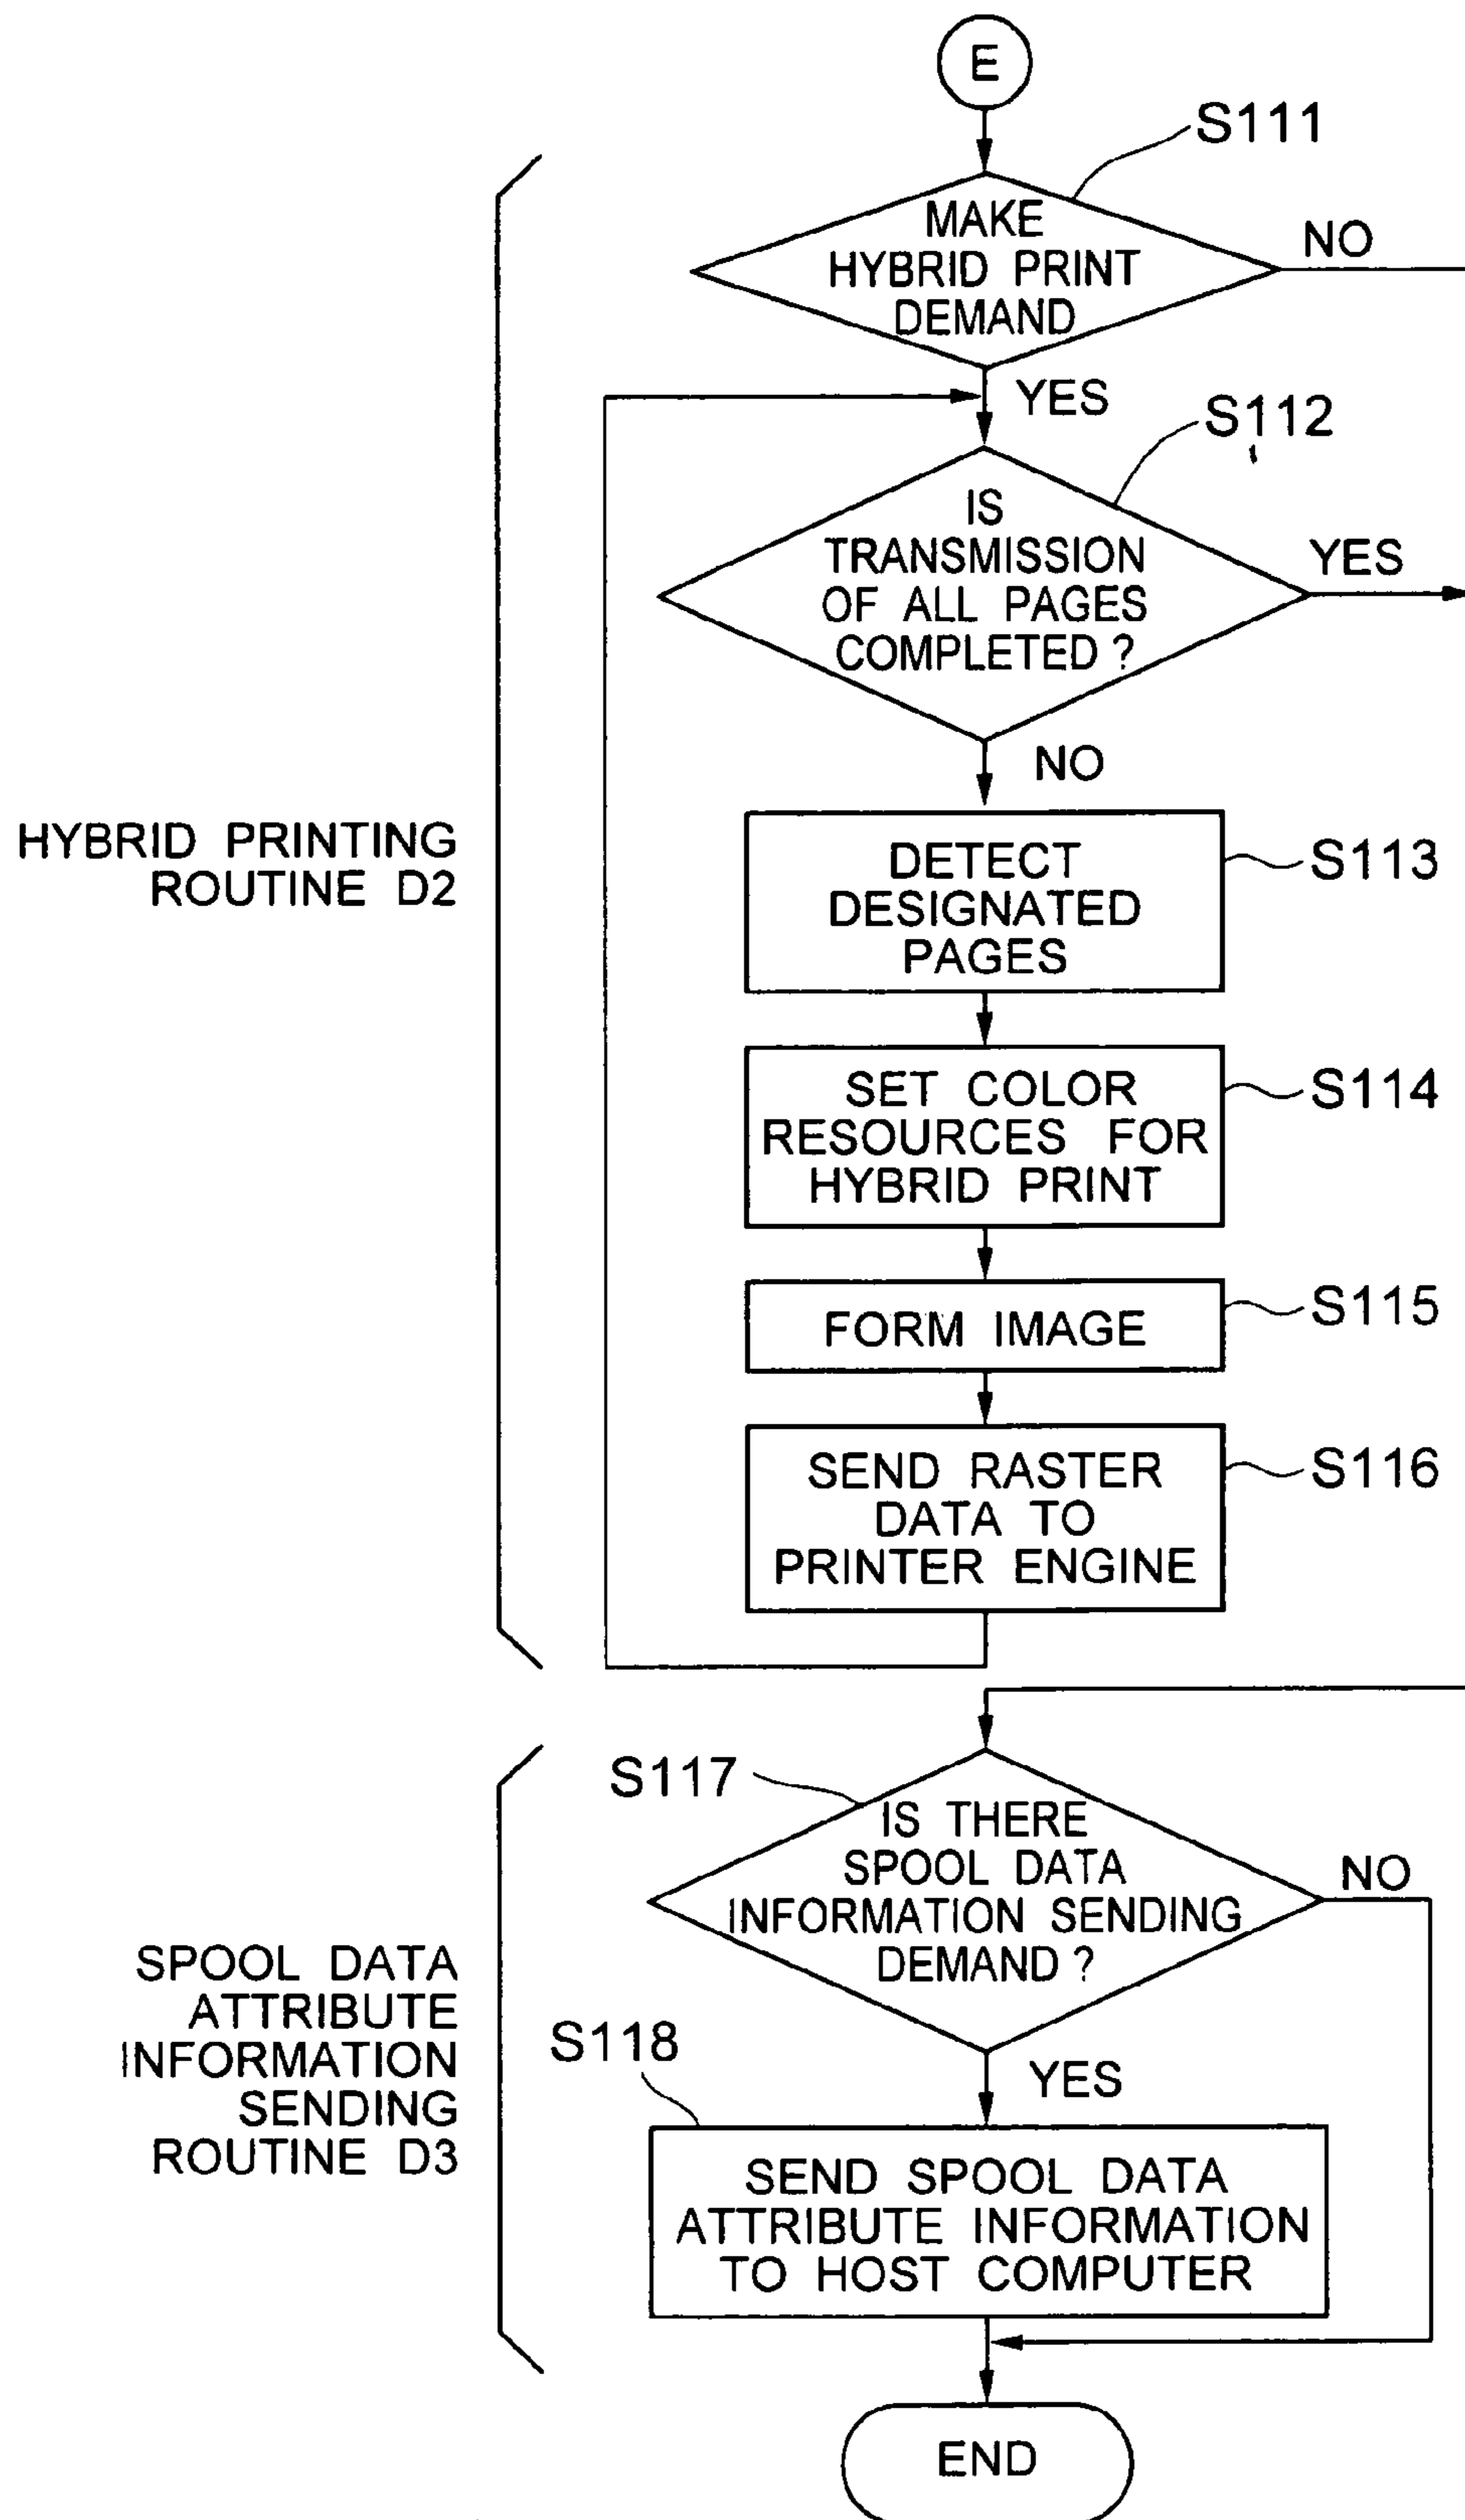 E
S111
MAKE
HYBRID PRINT
DEMAND
NO
YES
S112
IS
TRANSMISSION
OF ALL PAGES
COMPLETED ?
YES
NO
HYBRID PRINTING
ROUTINE D2
DETECT
DESIGNATED
PAGES
S113
SET COLOR
RESOURCES FOR
HYBRID PRINT
S114
FORM IMAGE
S115
SEND RASTER
DATA TO
PRINTER ENGINE
S116
S117
IS THERE
SPOOL DATA
INFORMATION SENDING
DEMAND ?
NO
SPOOL DATA
ATTRIBUTE
INFORMATION
SENDING
ROUTINE D3
S118
YES
SEND SPOOL DATA
ATTRIBUTE INFORMATION
TO HOST COMPUTER
END